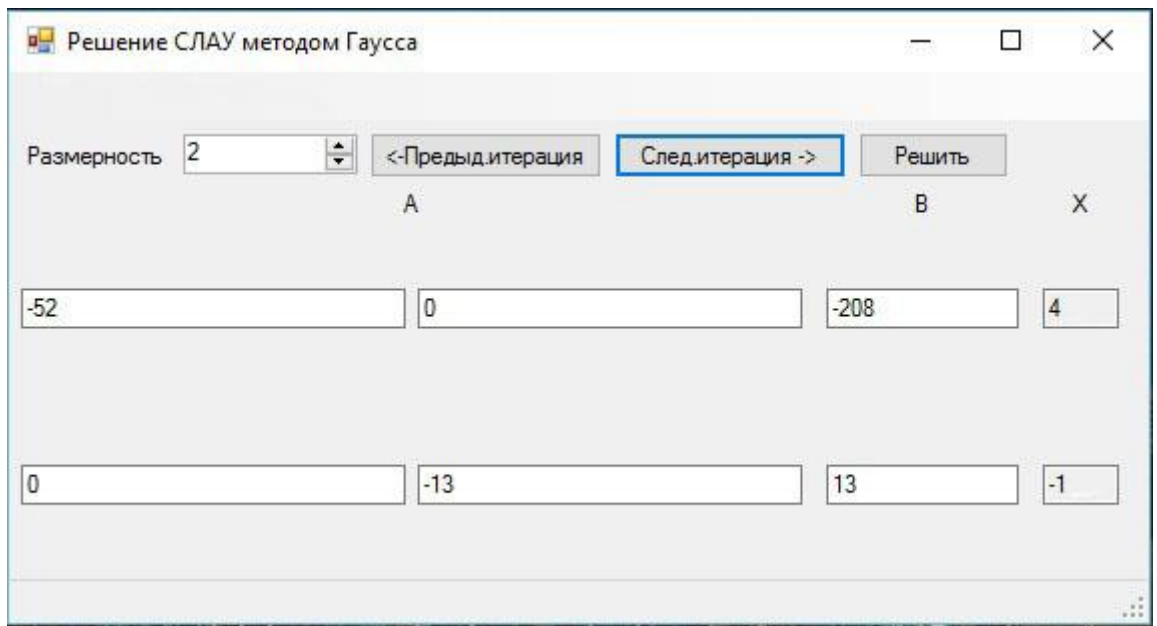 Решение СЛАУ методом Гаусса
Размерность 2 <-Предыд.итерация След.итерация -> Решить
A B X
-52 0 -208 4
0 -13 13 -1